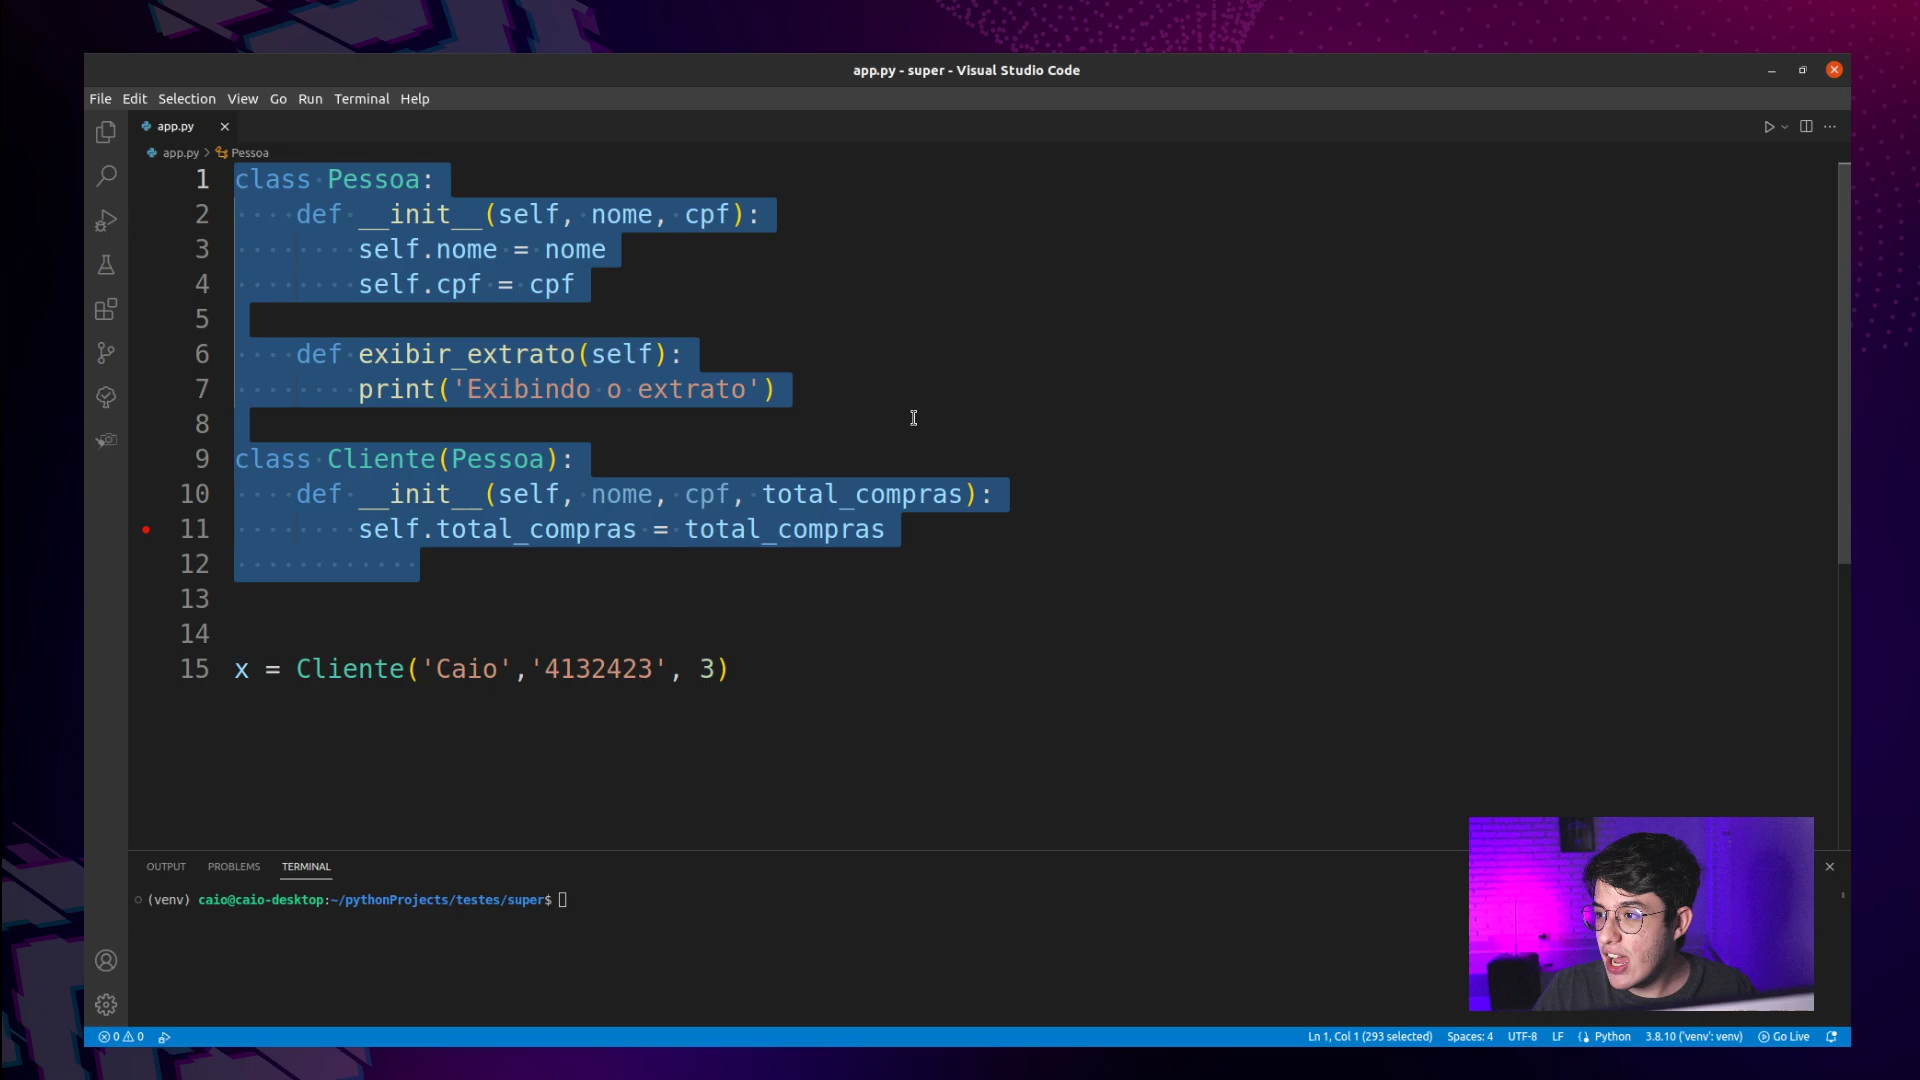 app.py - super - Visual Studio Code
File Edit Selection View Go Run Terminal Help
app.py
app.py > Pessoa
1 class Pessoa:
2 def __init__(self, nome, cpf):
3 self.nome = nome
4 self.cpf = cpf
5
6 def exibir_extrato(self):
7 print('Exibindo o extrato')
8
9 class Cliente(Pessoa):
10 def __init__(self, nome, cpf, total_compras):
11 self.total_compras = total_compras
12
13
14
15 x = Cliente('Caio','4132423', 3)
OUTPUT PROBLEMS TERMINAL
(venv) caio@caio-desktop:~/pythonProjects/testes/super$
0 0 Ln 1, Col 1 (293 selected) Spaces: 4 UTF-8 LF Python 3.8.10 ('venv': venv) Go Live